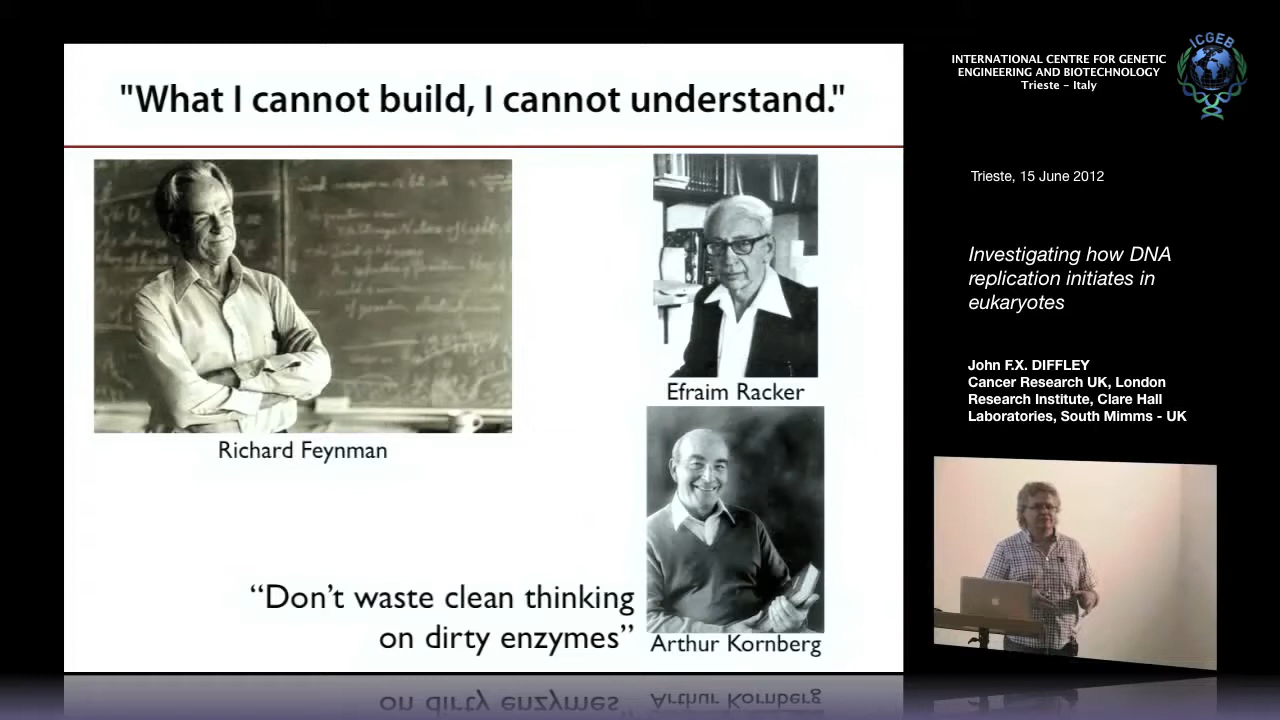 "What I cannot build, I cannot understand."
Richard Feynman
Efraim Racker
“Don’t waste clean thinking
on dirty enzymes”
Arthur Kornberg
ICGEB
INTERNATIONAL CENTRE FOR GENETIC
ENGINEERING AND BIOTECHNOLOGY
Trieste - Italy
Trieste, 15 June 2012
Investigating how DNA
replication initiates in
eukaryotes
John F.X. DIFFLEY
Cancer Research UK, London
Research Institute, Clare Hall
Laboratories, South Mimms - UK